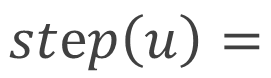 step(u) =